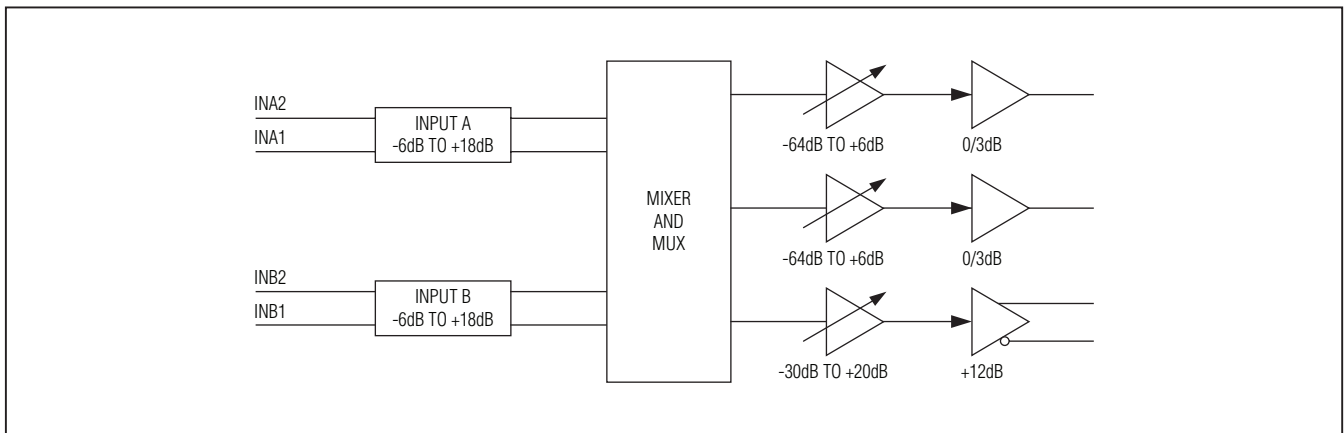 INA2
INA1
INPUT A
-6dB TO +18dB
INB2
INB1
INPUT B
-6dB TO +18dB
MIXER
AND
MUX
-64dB TO +6dB
0/3dB
-64dB TO +6dB
0/3dB
-30dB TO +20dB
+12dB